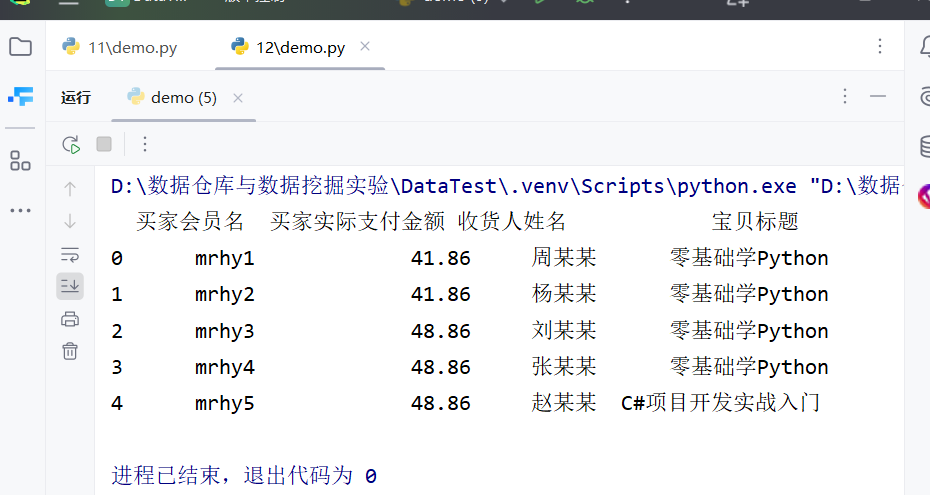 11\demo.py 12\demo.py
运行 demo (5)
D:\数据仓库与数据挖掘实验\DataTest\.venv\Scripts\python.exe "D:\数据
买家会员名 买家实际支付金额 收货人姓名 宝贝标题
0 mrhy1 41.86 周某某 零基础学Python
1 mrhy2 41.86 杨某某 零基础学Python
2 mrhy3 48.86 刘某某 零基础学Python
3 mrhy4 48.86 张某某 零基础学Python
4 mrhy5 48.86 赵某某 C#项目开发实战入门
进程已结束，退出代码为 0